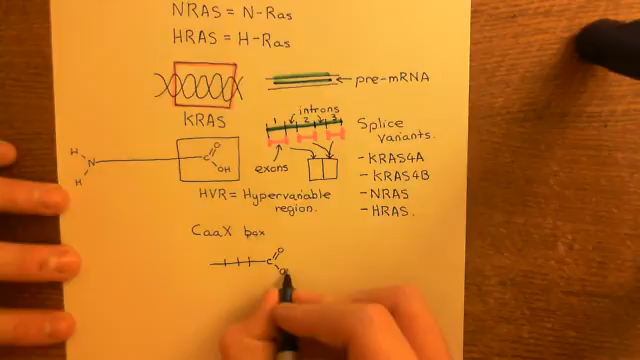 NRAS = N-Ras
HRAS = H-Ras
pre-mRNA
KRAS
introns
1 2 3
exons
Splice
variants.
- KRAS4A
- KRAS4B
- NRAS
- HRAS.
H
N
H
C
O
OH
HVR = Hypervariable
region.
CaaX box
C
O